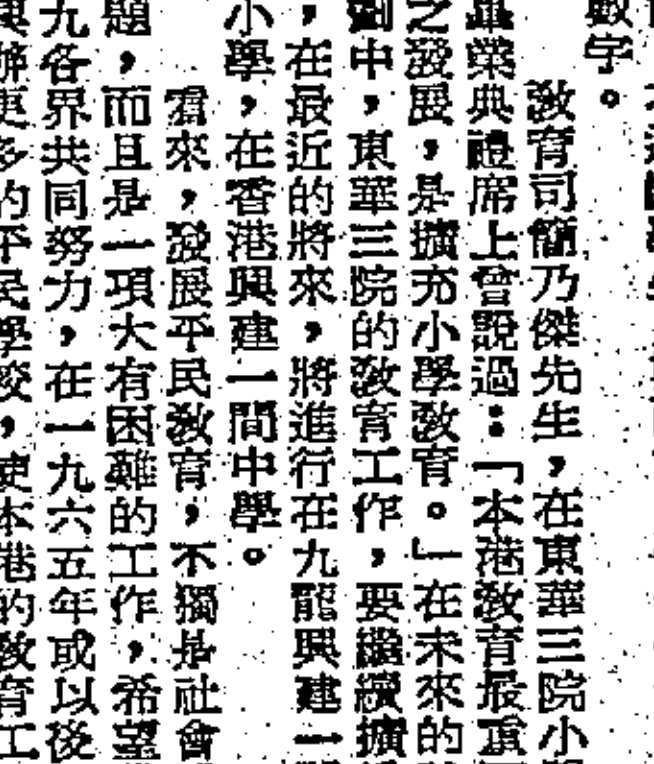 數字。
教育司簡乃傑先生,在東華三院小
畢業典禮席上曾說過:「本港教育最重
之發展,是擴充小學教育。」在未來的
劃中,東華三院的教育工作,要繼續擴
,在最近的將來,將進行在九龍興建一
小學,在香港興建一間中學。
看來,發展平民教育,不獨是社會
題,而且是一項大有困難的工作,希望
九各界共同努力,在一九六五年或以後
興辦更多的平民學校,使本港的教育工